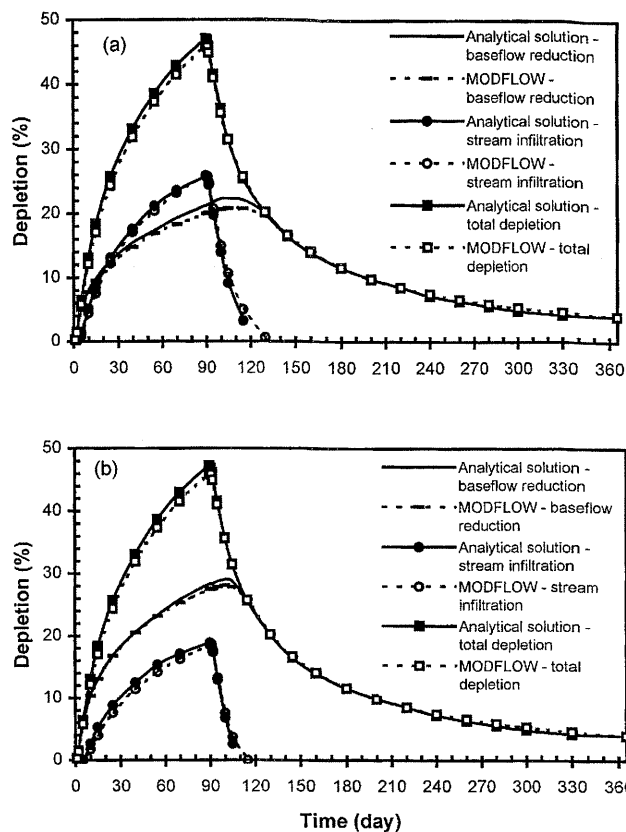 (a)
50
40
30
20
10
0
Depletion (%)
Analytical solution -
baseflow reduction
MODFLOW -
baseflow reduction
Analytical solution -
stream infiltration
MODFLOW -
stream infiltration
Analytical solution -
total depletion
MODFLOW - total
depletion
0 30 60 90 120 150 180 210 240 270 300 330 360
(b)
50
40
30
20
10
0
Depletion (%)
Analytical solution -
baseflow reduction
MODFLOW - baseflow
reduction
Analytical solution -
stream infiltration
MODFLOW - stream
infiltration
Analytical solution -
total depletion
MODFLOW - total
depletion
0 30 60 90 120 150 180 210 240 270 300 330 360
Time (day)